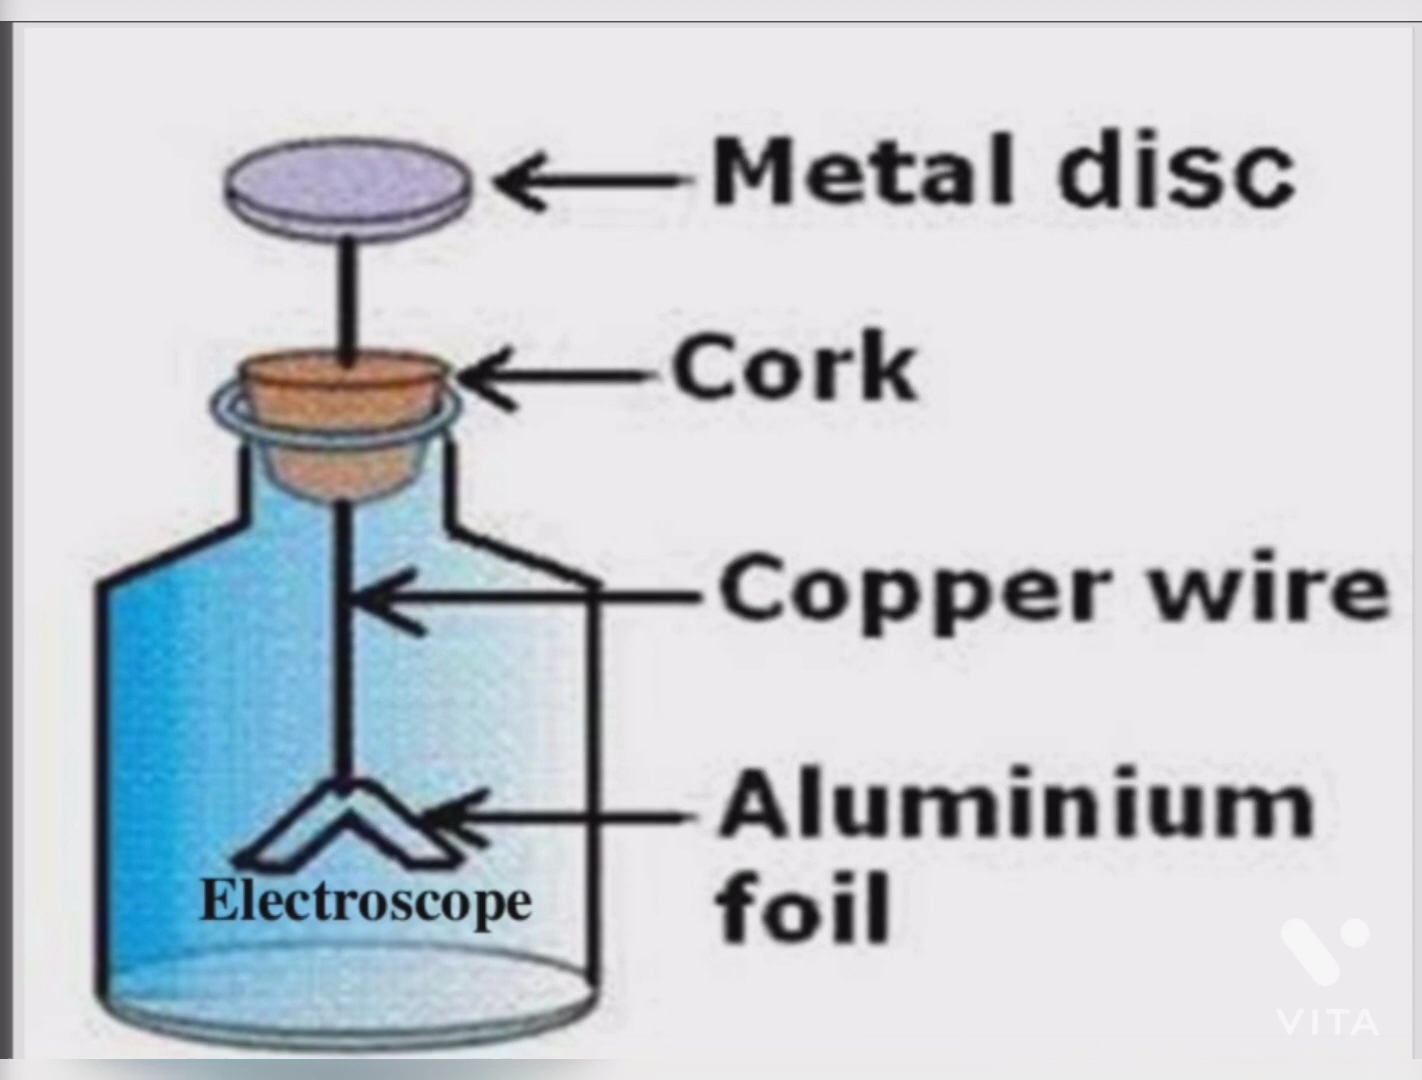 Metal disc
Cork
Copper wire
Aluminium
foil
Electroscope
VITA